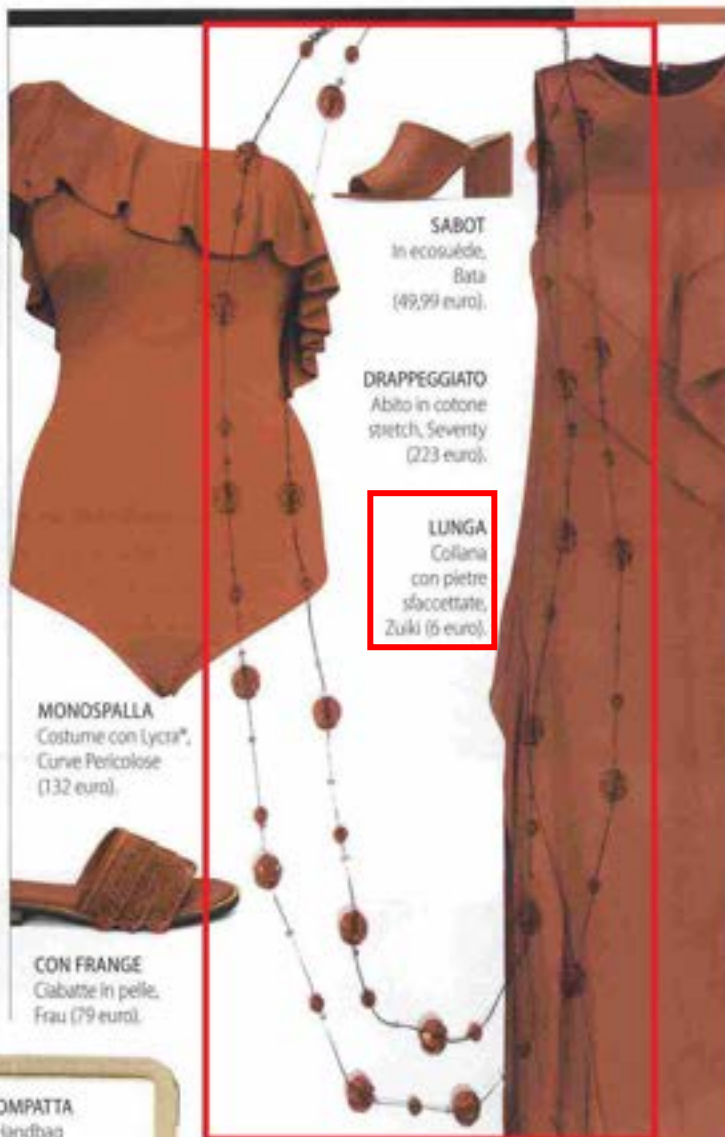 SABOT
In ecosuède,
Bata
(49,99 euro).
DRAPPEGGIATO
Abito in cotone
stretch, Seventy
(223 euro).
LUNGA
Collana
con pietre
sfaccettate,
Zuiki (6 euro).
MONOSPALLA
Costume con Lycra®,
Curve Pericolose
(132 euro).
CON FRANGE
Ciabatte in pelle,
Frau (79 euro).
OMPATTA
Handbag